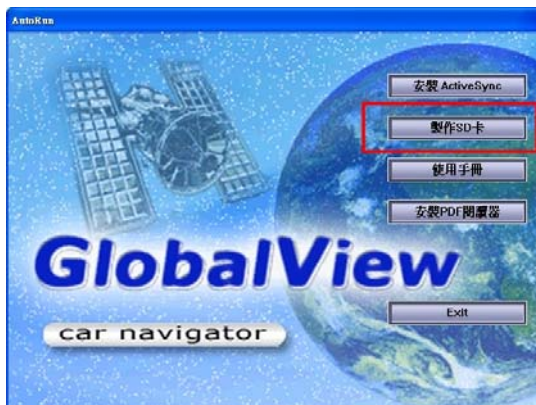 AutoRun
安裝 ActiveSync
製作SD卡
使用手冊
安裝PDF閱讀器
GlobalView
car navigator
Exit